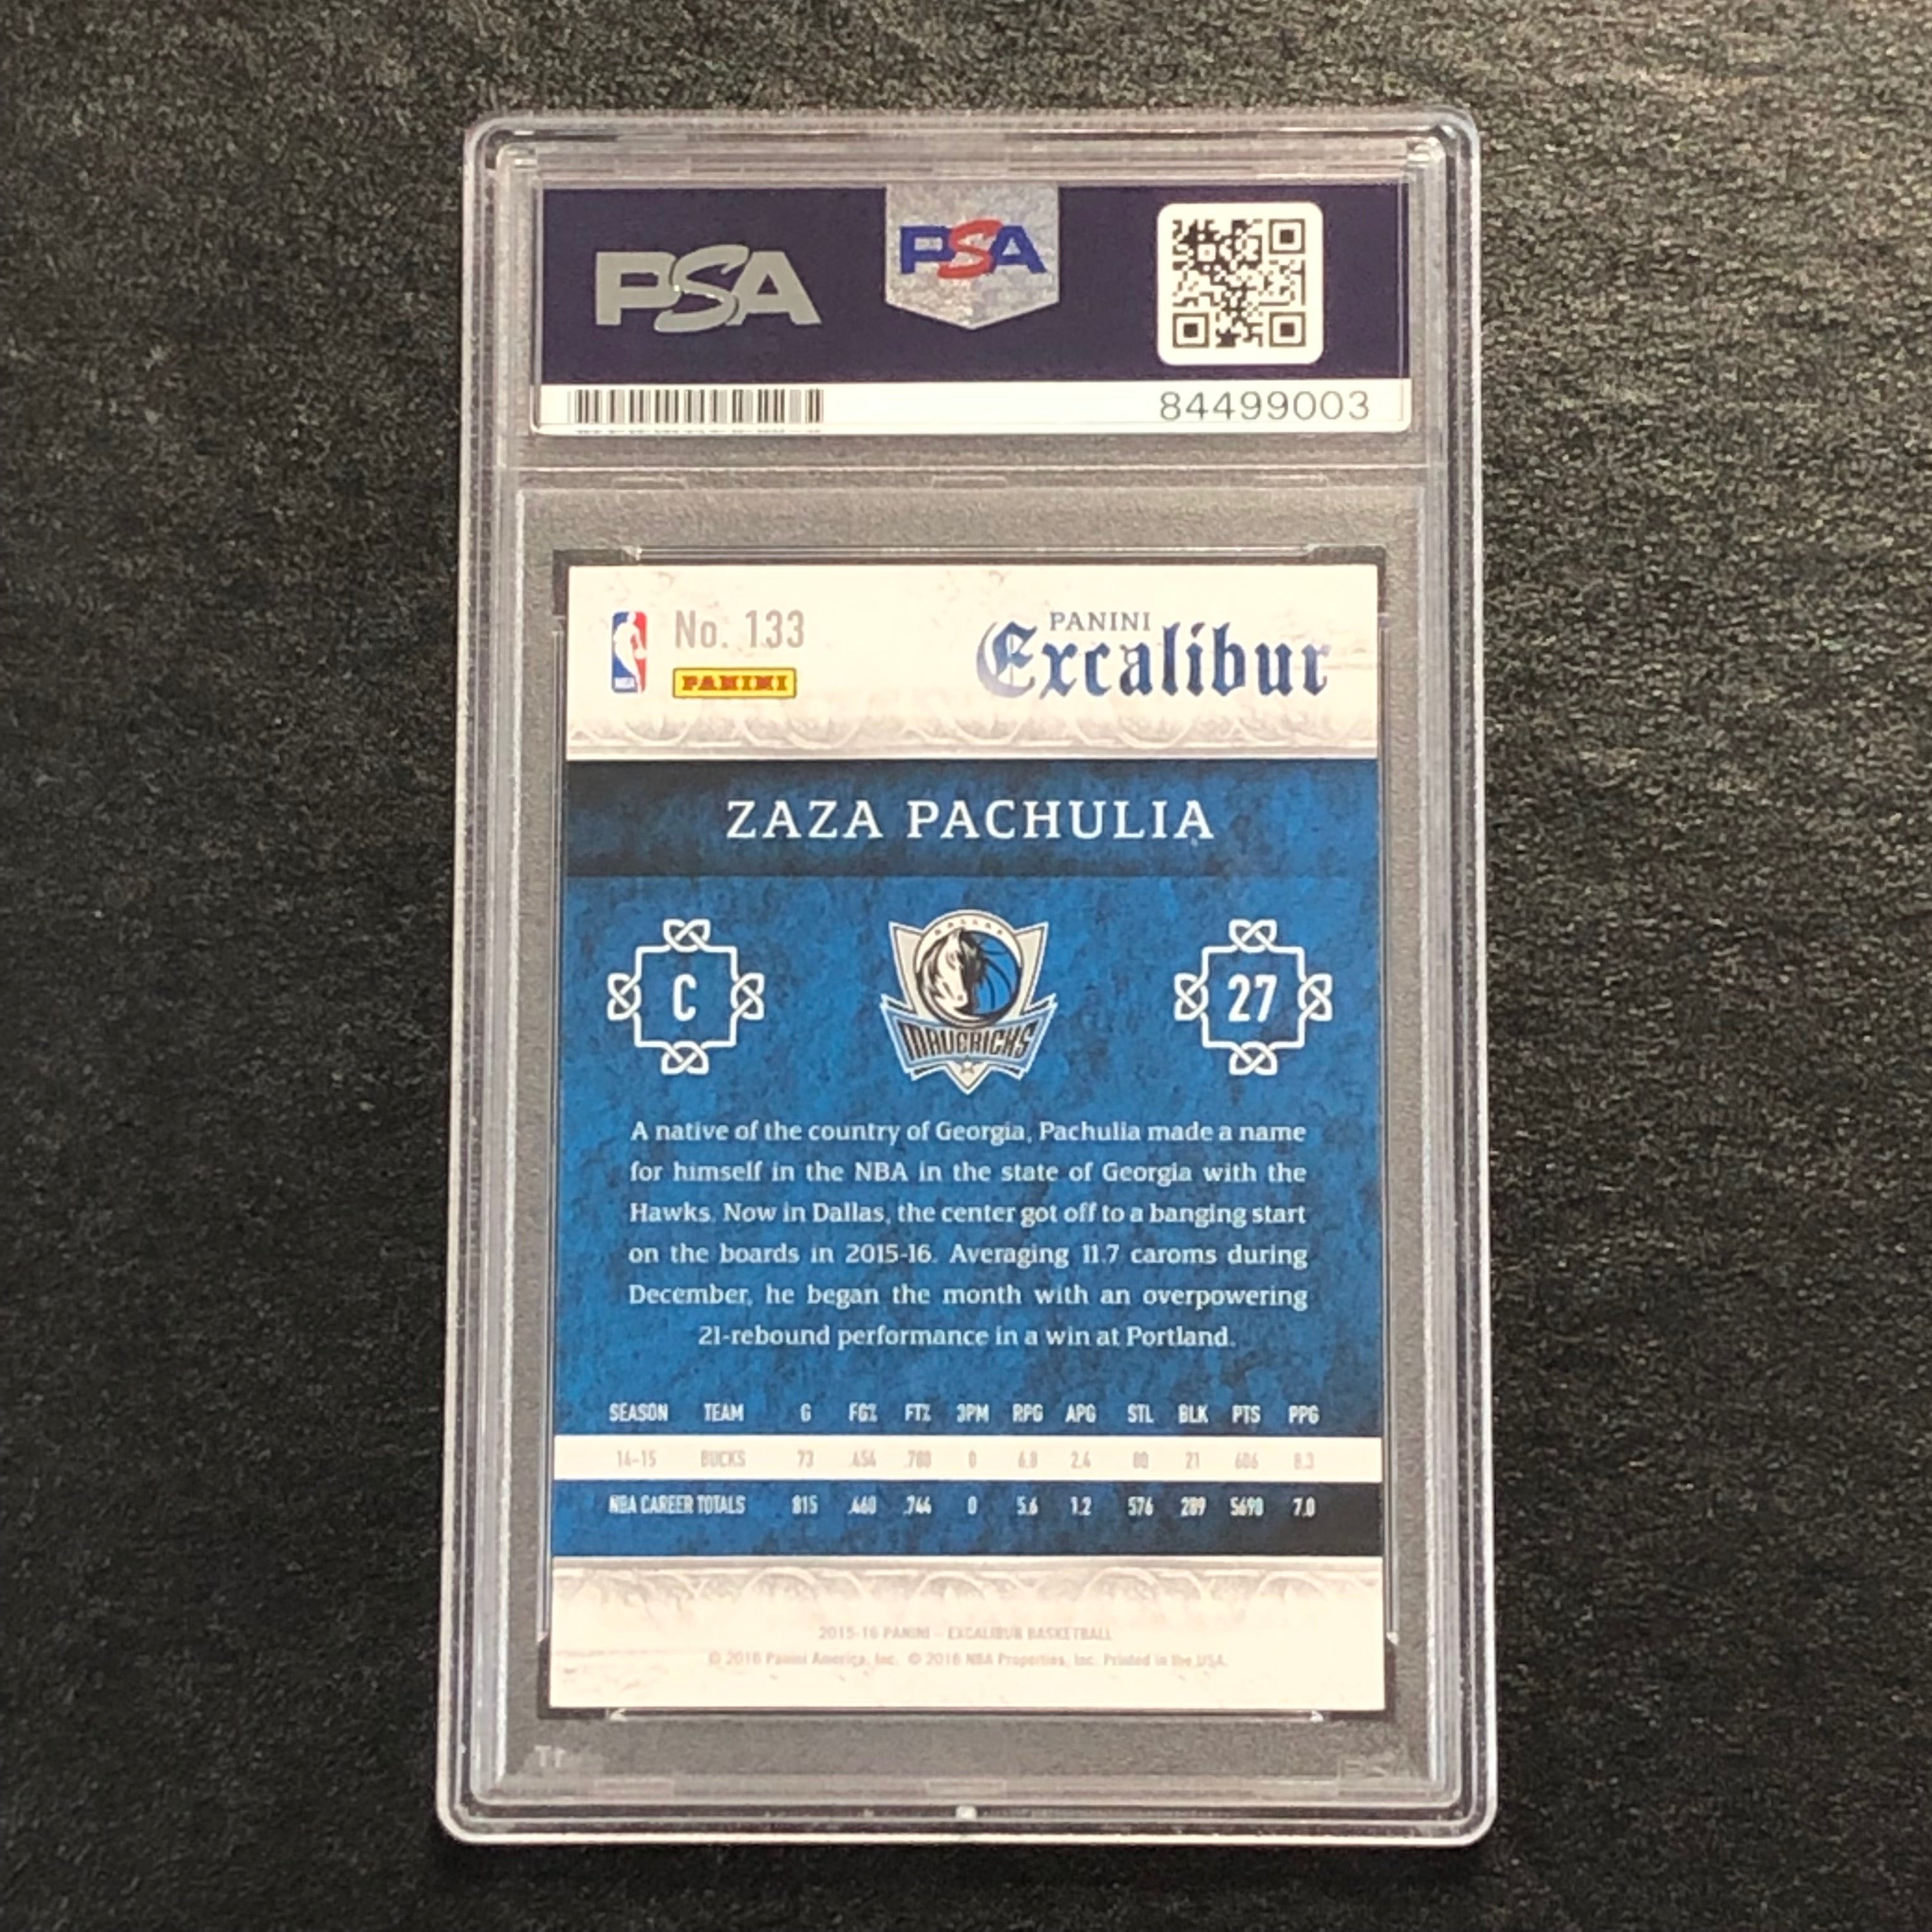 PSA
PSA
84499003
No. 133
PANINI
PANINI
Excalibur
ZAZA PACHULIA
C
MAVERICKS
27
A native of the country of Georgia, Pachulia made a name
for himself in the NBA in the state of Georgia with the
Hawks. Now in Dallas, the center got off to a banging start
on the boards in 2015-16. Averaging 11.7 caroms during
December, he began the month with an overpowering
21-rebound performance in a win at Portland.
SEASON TEAM G FG% FT% 3PM RPG APG STL BLK PTS PPG
14-15 BUCKS 73 .454 .788 0 6.8 2.4 80 21 606 8.3
NBA CAREER TOTALS 815 .460 .744 0 5.6 1.2 576 209 5690 7.0
2015-16 PANINI - EXCALIBUR BASKETBALL
© 2016 Panini America, Inc. © 2016 NBA Properties, Inc. Printed in the USA.